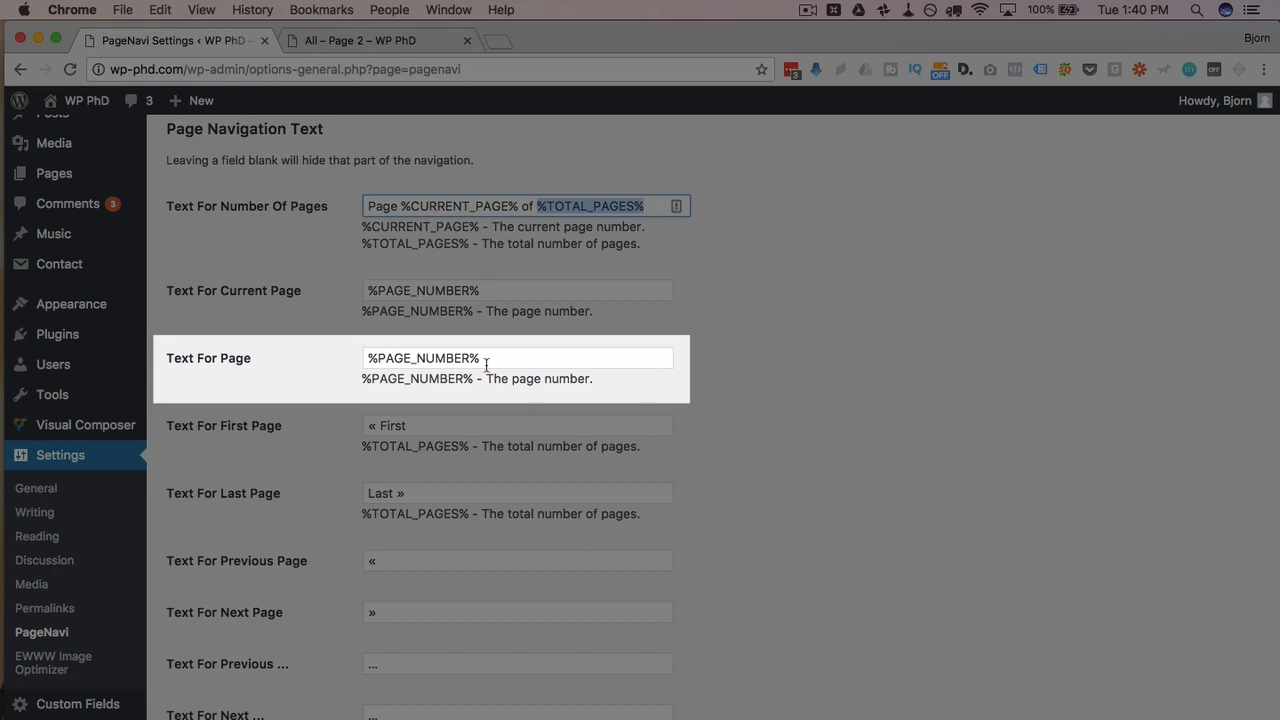 Chrome File Edit View History Bookmarks People Window Help 100% Tue 1:40 PM
PageNavi Settings ‹ WP PhD
All – Page 2 – WP PhD
Bjorn
wp-phd.com/wp-admin/options-general.php?page=pagenavi
WP PhD 3 + New Howdy, Bjorn
Posts
Media
Pages
Comments 3
Music
Contact
Appearance
Plugins
Users
Tools
Visual Composer
Settings
General
Writing
Reading
Discussion
Media
Permalinks
PageNavi
EWWW Image
Optimizer
Custom Fields
Page Navigation Text
Leaving a field blank will hide that part of the navigation.
Text For Number Of Pages Page %CURRENT_PAGE% of %TOTAL_PAGES%
%CURRENT_PAGE% - The current page number.
%TOTAL_PAGES% - The total number of pages.
Text For Current Page %PAGE_NUMBER%
%PAGE_NUMBER% - The page number.
Text For Page %PAGE_NUMBER%
%PAGE_NUMBER% - The page number.
Text For First Page « First
%TOTAL_PAGES% - The total number of pages.
Text For Last Page Last »
%TOTAL_PAGES% - The total number of pages.
Text For Previous Page «
Text For Next Page »
Text For Previous ... ...
Text For Next ... ...